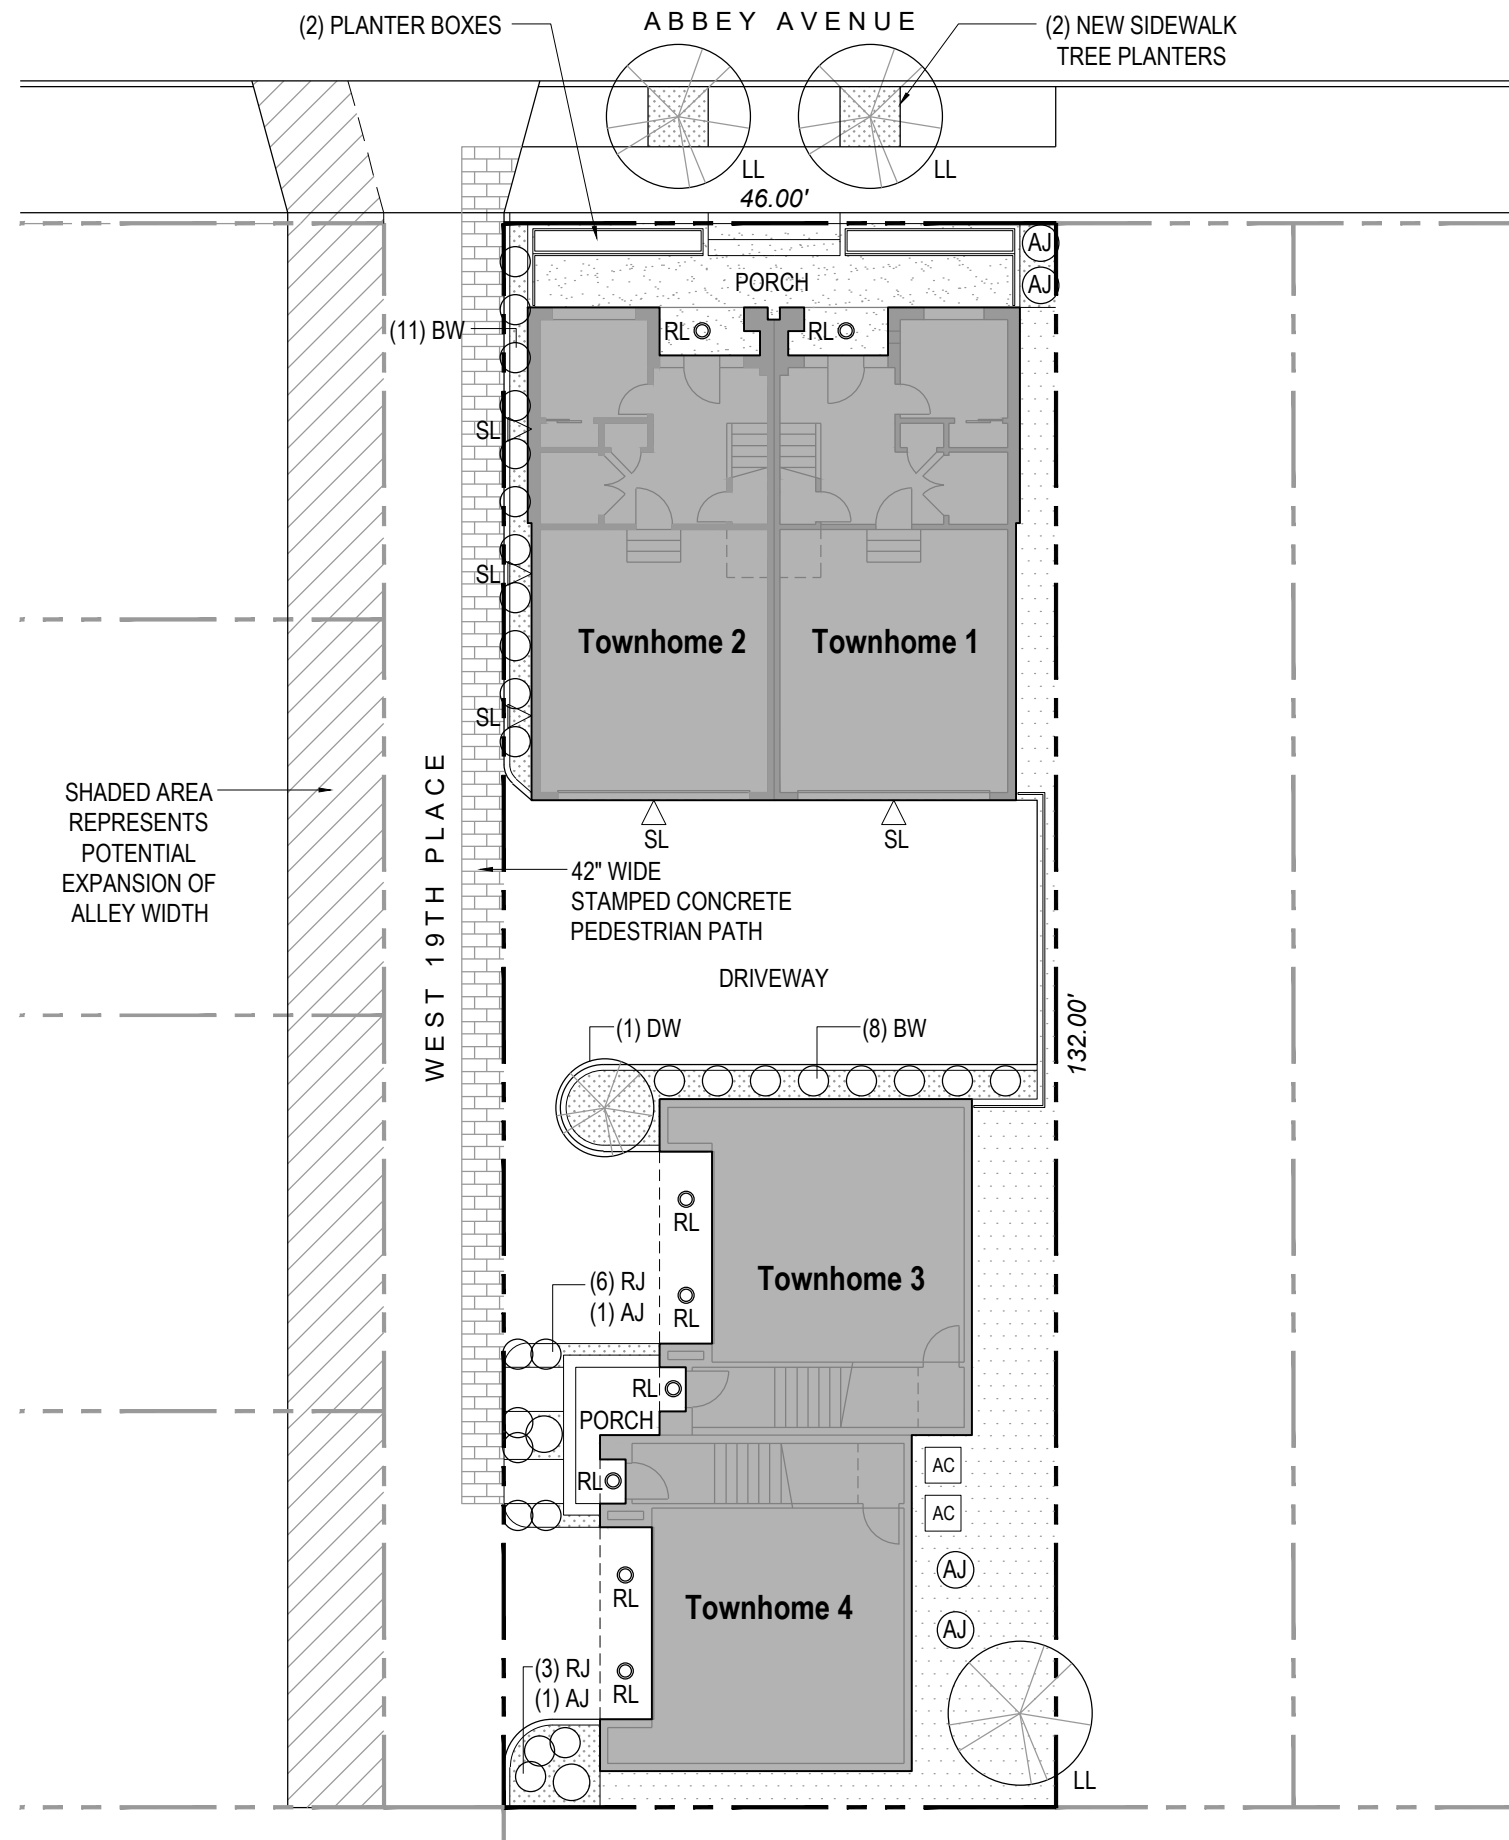 (2) PLANTER BOXES
ABBEY AVENUE
(2) NEW SIDEWALK
TREE PLANTERS
LL
LL
46.00'
AJ
AJ
PORCH
RL
RL
(11) BW
SL
SL
SL
Townhome 2
Townhome 1
SHADED AREA
REPRESENTS
POTENTIAL
EXPANSION OF
ALLEY WIDTH
WEST 19TH PLACE
SL
SL
42" WIDE
STAMPED CONCRETE
PEDESTRIAN PATH
DRIVEWAY
132.00'
(1) DW
(8) BW
RL
RL
Townhome 3
(6) RJ
(1) AJ
RL
PORCH
RL
AC
AC
AJ
AJ
RL
RL
Townhome 4
(3) RJ
(1) AJ
LL